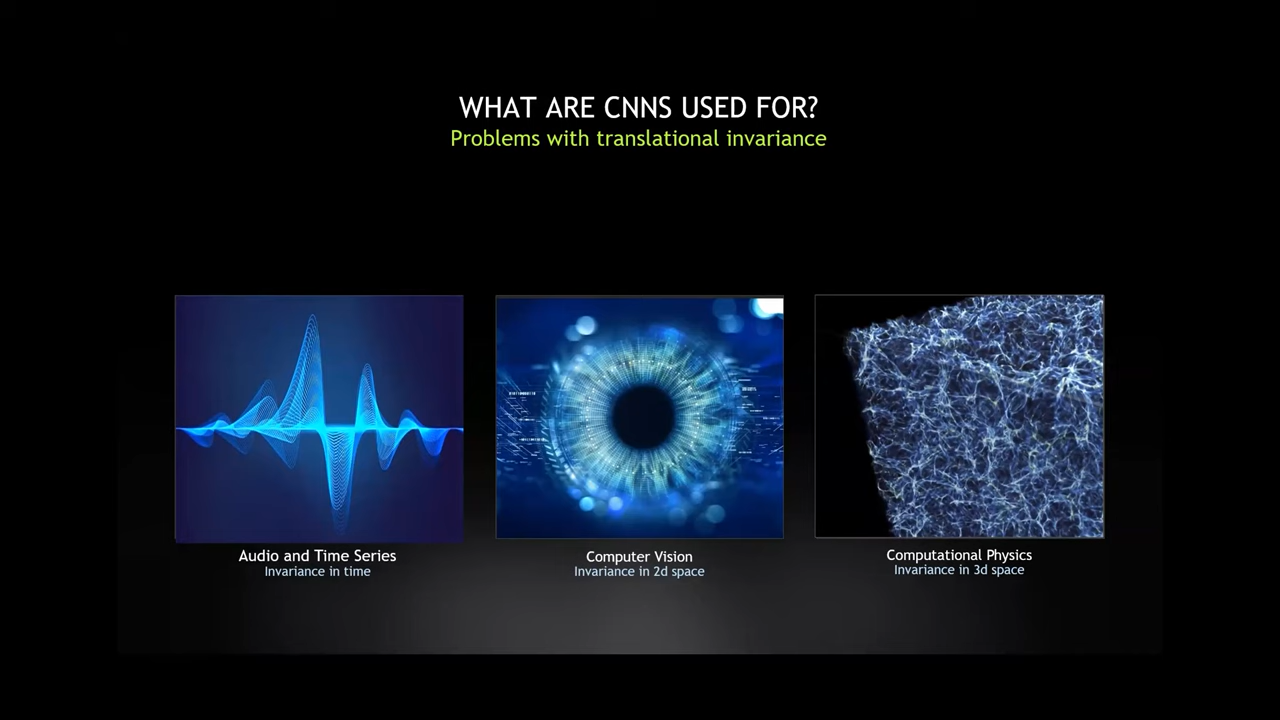 WHAT ARE CNNS USED FOR?
Problems with translational invariance
Audio and Time Series
Invariance in time
Computer Vision
Invariance in 2d space
Computational Physics
Invariance in 3d space